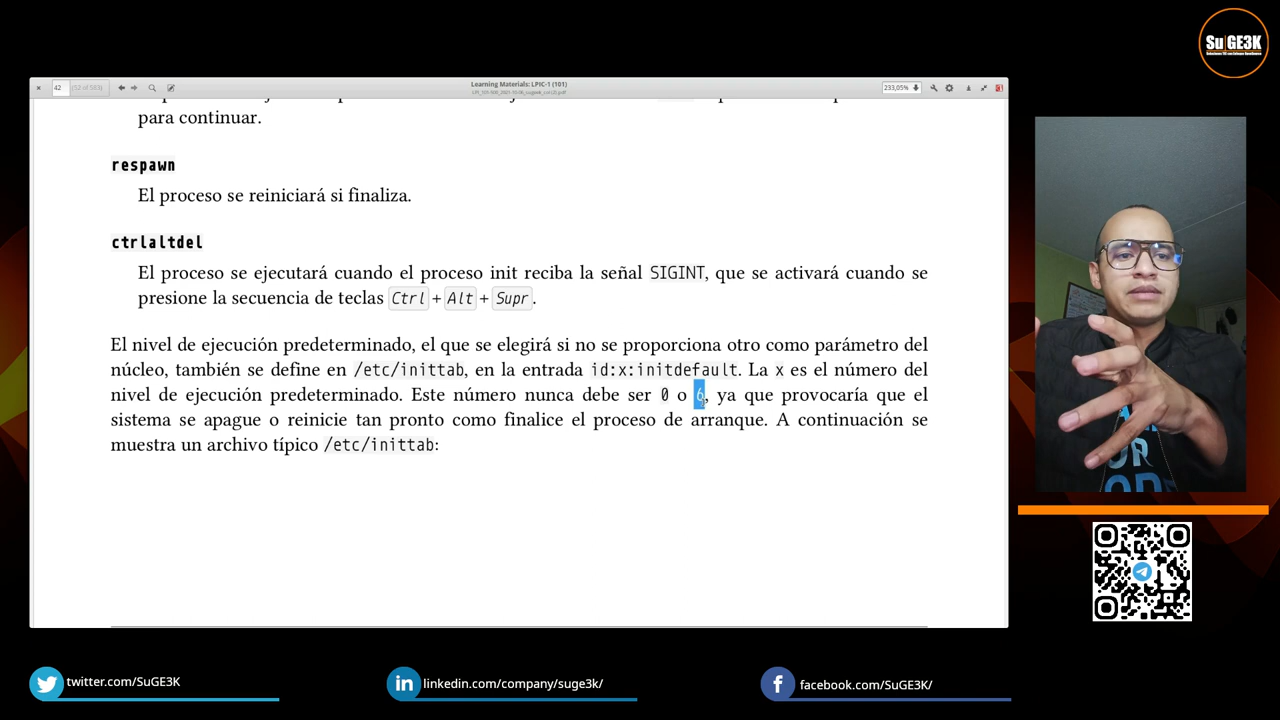 SuGE3K
42
(52 of 583)
Learning Materials: LPIC-1 (101)
233,05%
para continuar.
respawn
El proceso se reiniciará si finaliza.
ctrlaltdel
El proceso se ejecutará cuando el proceso init reciba la señal SIGINT, que se activará cuando se
presione la secuencia de teclas Ctrl + Alt + Supr.
El nivel de ejecución predeterminado, el que se elegirá si no se proporciona otro como parámetro del
núcleo, también se define en /etc/inittab, en la entrada id:x:initdefault. La x es el número del
nivel de ejecución predeterminado. Este número nunca debe ser 0 o 6, ya que provocaría que el
sistema se apague o reinicie tan pronto como finalice el proceso de arranque. A continuación se
muestra un archivo típico /etc/inittab:
twitter.com/SuGE3K
linkedin.com/company/suge3k/
facebook.com/SuGE3K/